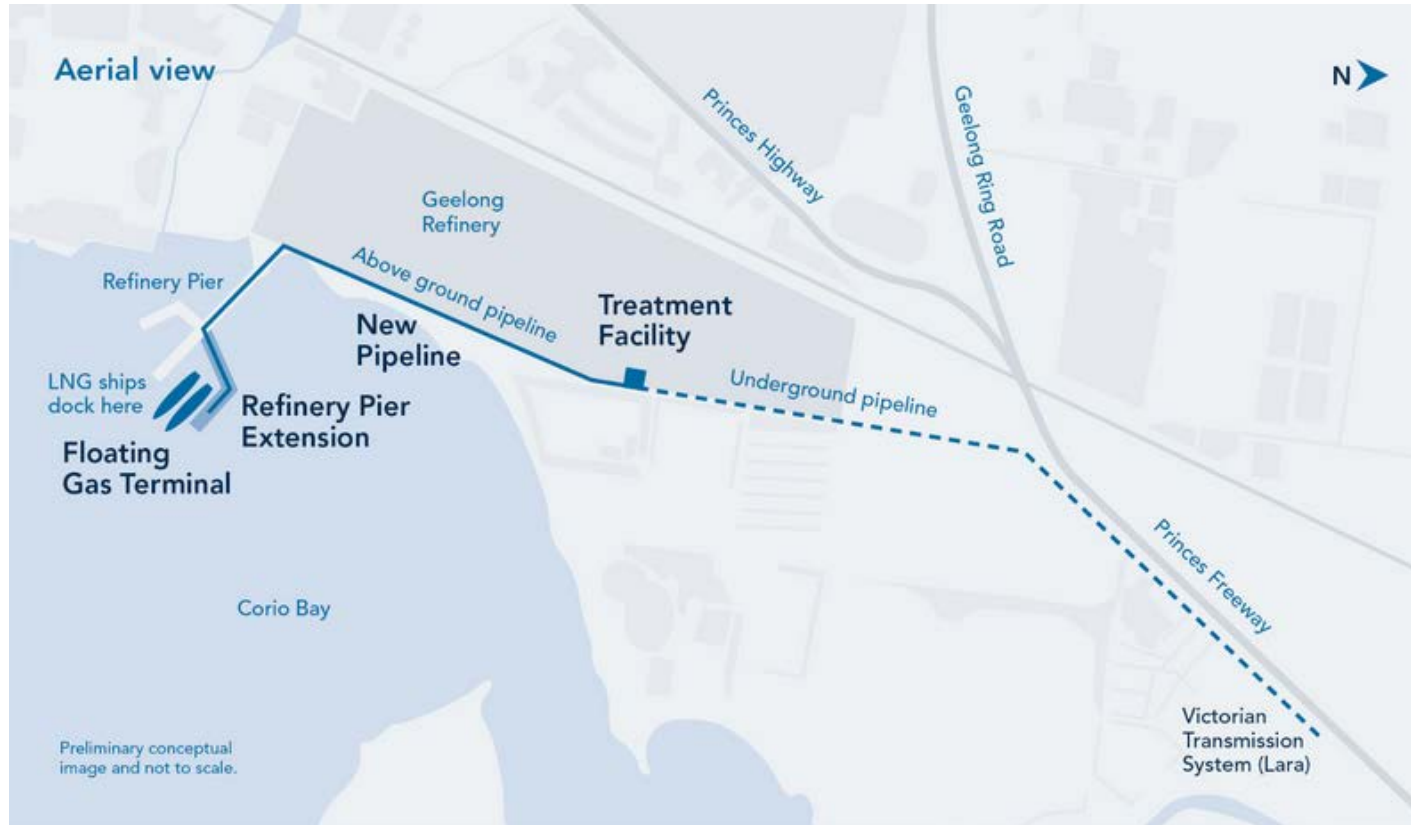 Aerial view
N
Princes Highway
Geelong Ring Road
Geelong
Refinery
Refinery Pier
Above ground pipeline
New
Pipeline
Treatment
Facility
LNG ships
dock here
Refinery Pier
Extension
Underground pipeline
Floating
Gas Terminal
Princes Freeway
Corio Bay
Victorian
Transmission
System (Lara)
Preliminary conceptual
image and not to scale.